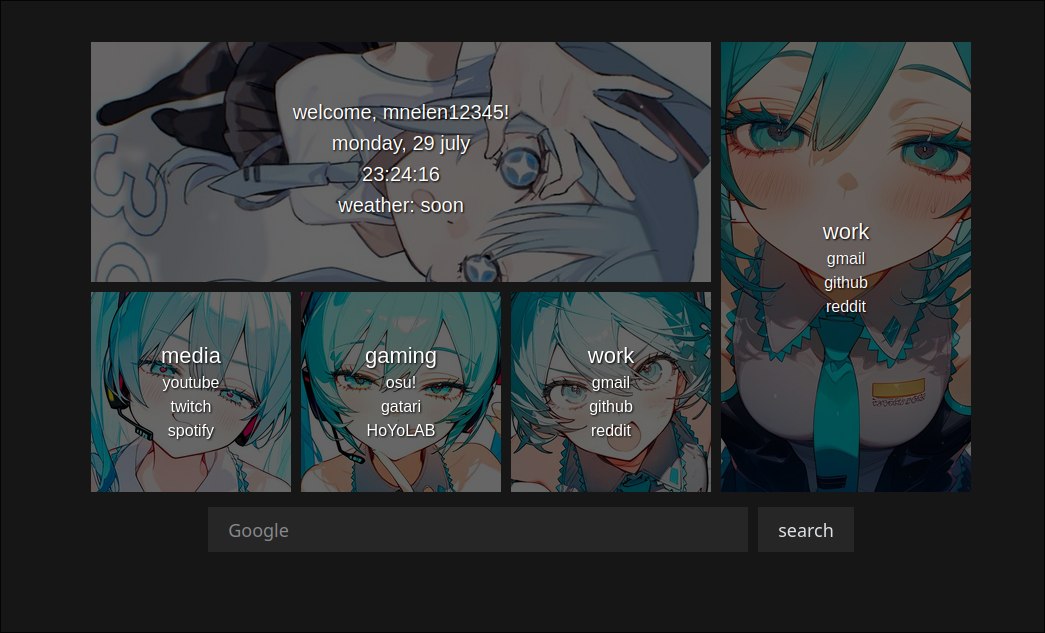 welcome, mnelen12345!
monday, 29 july
23:24:16
weather: soon
work
gmail
github
reddit
media
youtube
twitch
spotify
gaming
osu!
gatari
HoYoLAB
work
gmail
github
reddit
Google
search